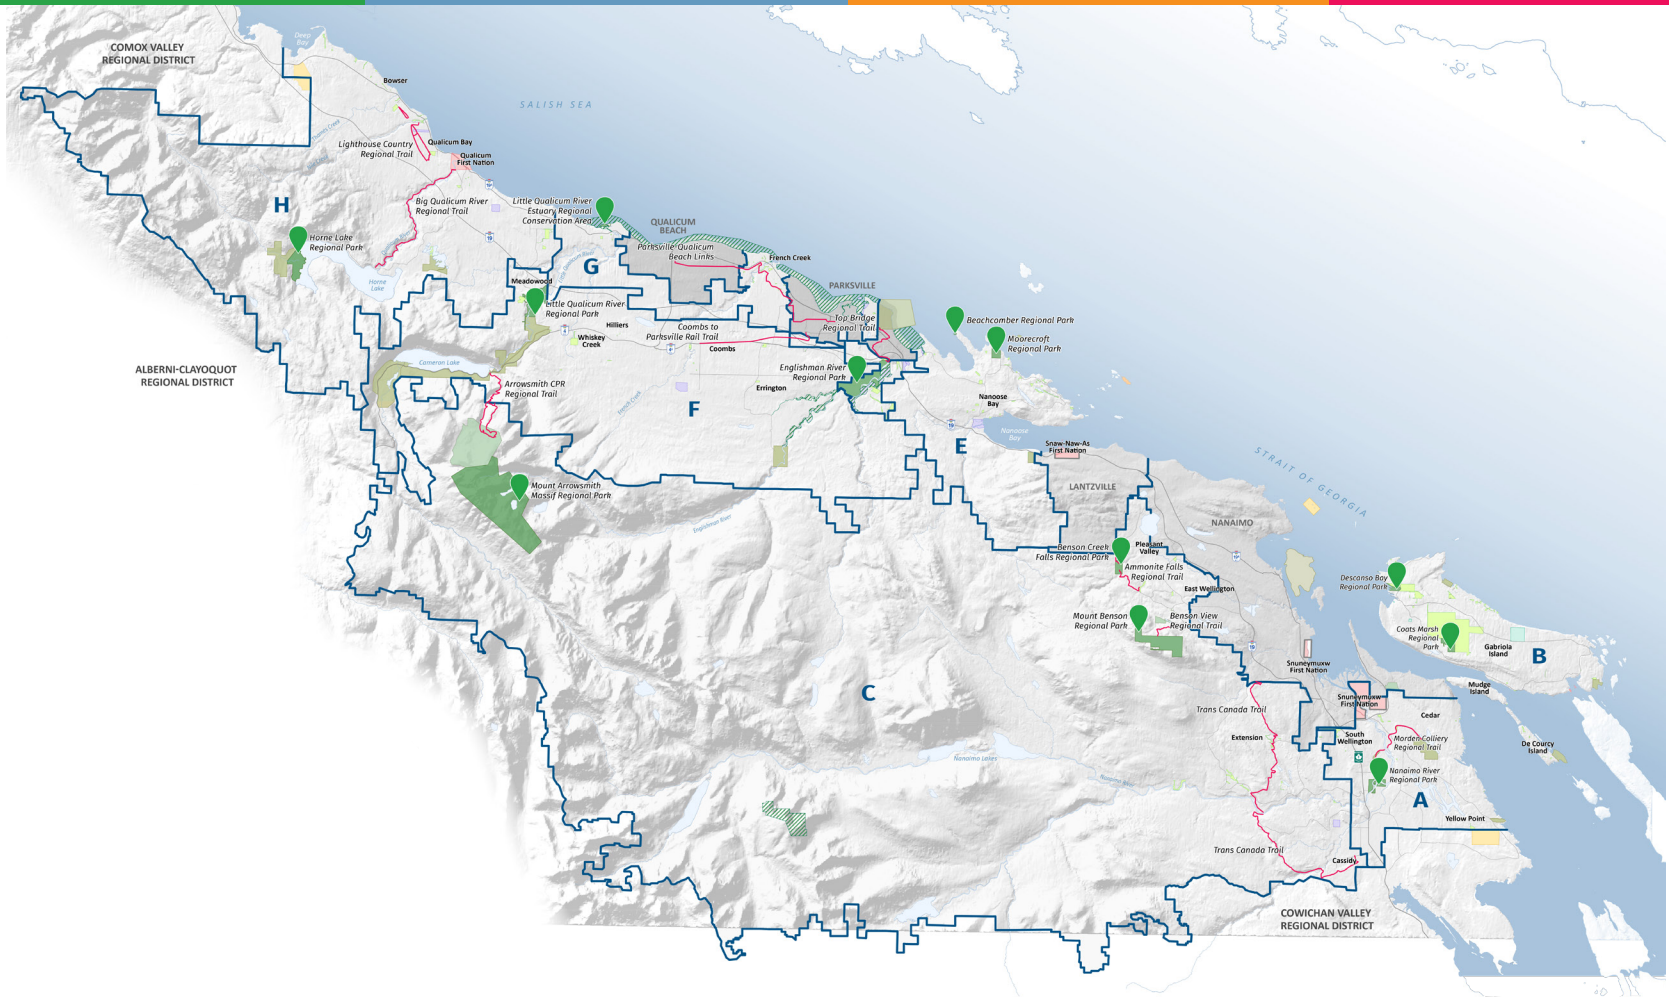 COMOX VALLEY
REGIONAL DISTRICT
Deep
Bay
Bowser
SALISH SEA
Lighthouse Country
Regional Trail
Qualicum Bay
Qualicum
First Nation
H
Big Qualicum River
Regional Trail
Little Qualicum River
Estuary Regional
Conservation Area
QUALICUM
BEACH
Horne Lake
Regional Park
Horne
Lake
G
Parksville-Qualicum
Beach Links
French Creek
Meadowood
PARKSVILLE
Little Qualicum River
Regional Park
Hilliers
Whiskey
Creek
Coombs to
Parksville Rail Trail
Coombs
Top Bridge
Regional Trail
Beachcomber Regional Park
Moorecroft
Regional Park
ALBERNI-CLAYOQUOT
REGIONAL DISTRICT
Cameron Lake
Arrowsmith CPR
Regional Trail
Englishman River
Regional Park
Errington
French Creek
F
Nanoose
Bay
Nanoose
Bay
19
E
Snaw-Naw-As
First Nation
STRAIT OF GEORGIA
Mount Arrowsmith
Massif Regional Park
Englishman River
LANTZVILLE
NANAIMO
Benson Creek
Falls Regional Park
Pleasant
Valley
Ammonite Falls
Regional Trail
East Wellington
Descanso Bay
Regional Park
Mount Benson
Regional Park
Benson View
Regional Trail
19
Coats Marsh
Regional
Park
Gabriola
Island
B
Snuneymuxw
First Nation
C
Mudge
Island
Snuneymuxw
First Nation
Trans Canada Trail
Cedar
Extension
South
Wellington
Morden Colliery
Regional Trail
De Courcy
Island
Nanaimo Lakes
Nanaimo River
Nanaimo River
Regional Park
A
Yellow Point
Trans Canada Trail
Cassidy
COWICHAN VALLEY
REGIONAL DISTRICT